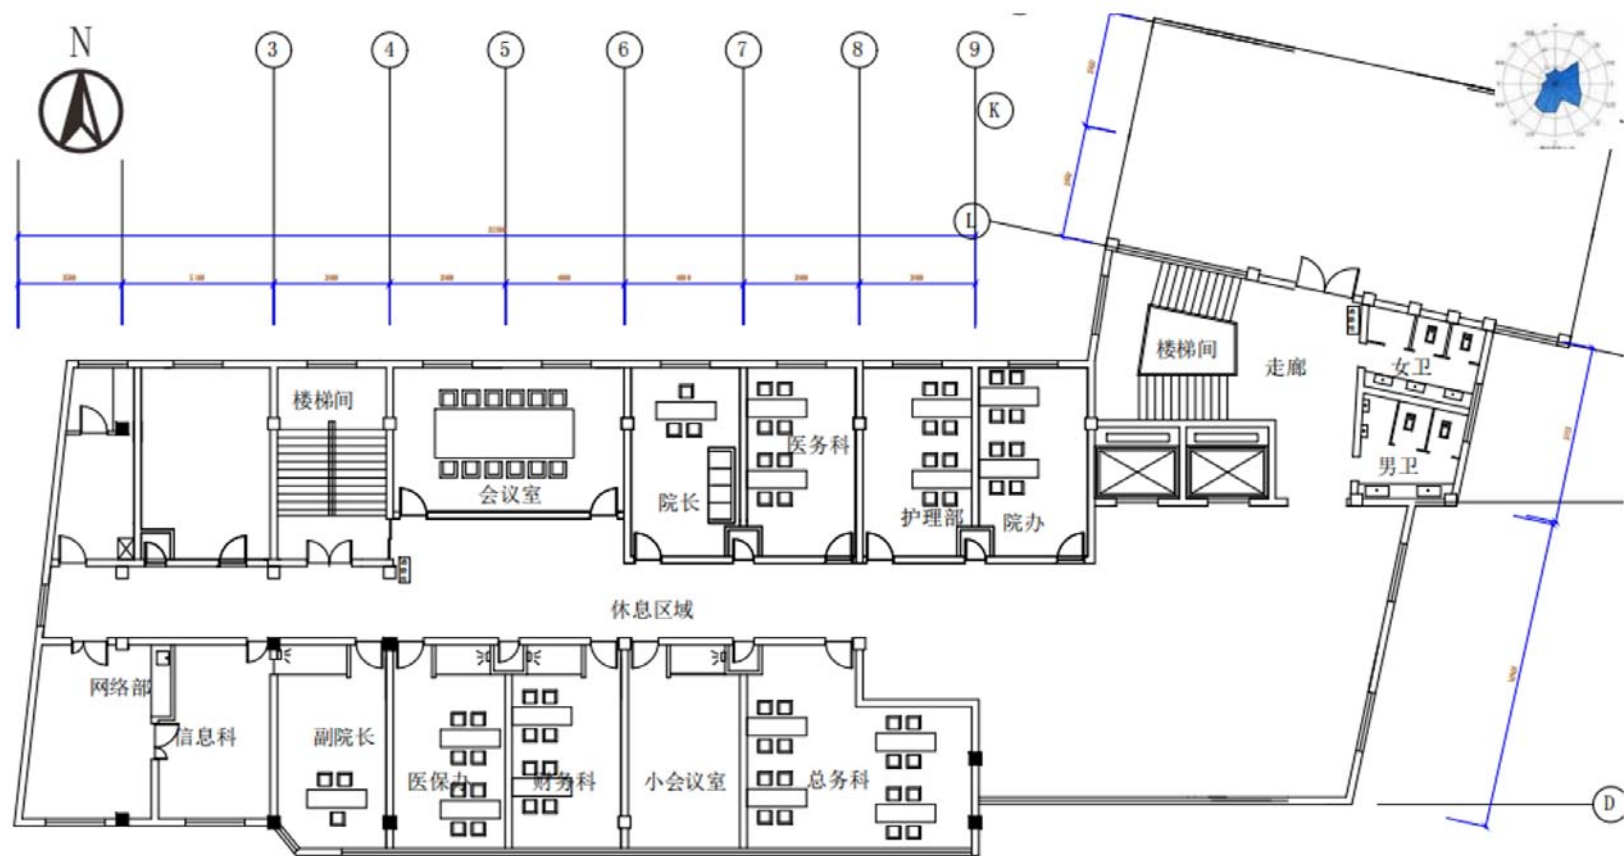 N
3
4
5
6
7
8
9
K
L
楼梯间
走廊
女卫
楼梯间
医务科
男卫
会议室
院长
护理部
院办
休息区域
网络部
信息科
副院长
医保办
财务科
小会议室
总务科
D